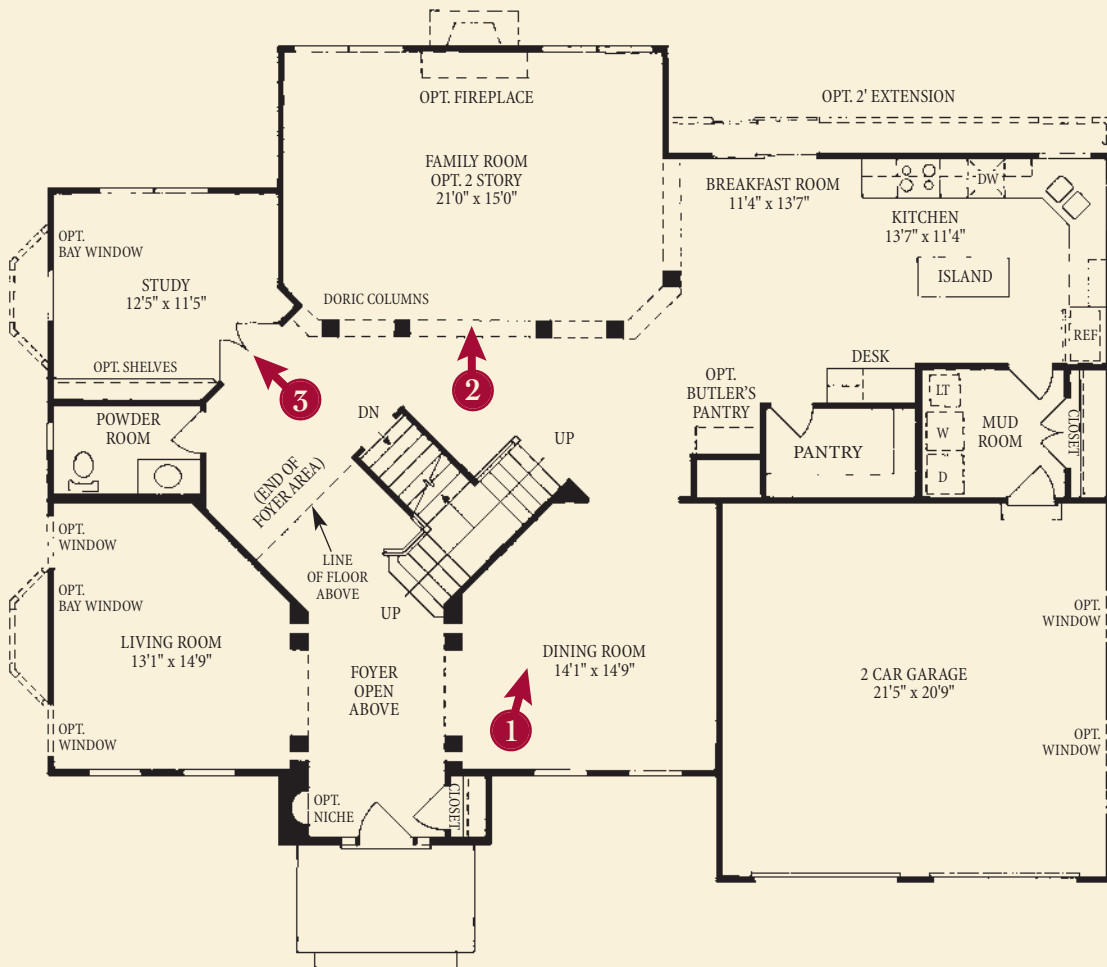 OPT. FIREPLACE
OPT. 2' EXTENSION
FAMILY ROOM
OPT. 2 STORY
21'0" x 15'0"
BREAKFAST ROOM
11'4" x 13'7"
DW
KITCHEN
13'7" x 11'4"
ISLAND
REF
OPT.
BAY WINDOW
STUDY
12'5" x 11'5"
OPT. SHELVES
DORIC COLUMNS
2
3
DESK
OPT.
BUTLER'S
PANTRY
PANTRY
LT
W
D
MUD
ROOM
CLOSET
POWDER
ROOM
DN
UP
(END OF
FOYER AREA)
LINE
OF FLOOR
ABOVE
UP
OPT.
WINDOW
OPT.
BAY WINDOW
LIVING ROOM
13'1" x 14'9"
OPT.
WINDOW
FOYER
OPEN
ABOVE
DINING ROOM
14'1" x 14'9"
1
2 CAR GARAGE
21'5" x 20'9"
OPT.
WINDOW
OPT.
WINDOW
OPT.
NICHE
CLOSET